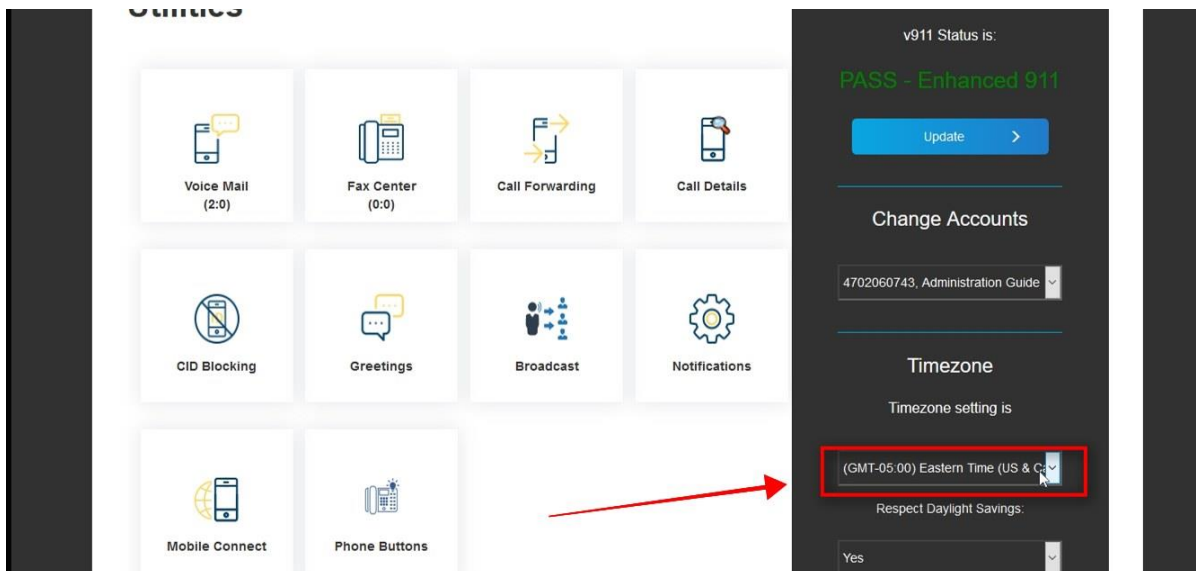 Utilities
Voice Mail
(2:0)
Fax Center
(0:0)
Call Forwarding
Call Details
CID Blocking
Greetings
Broadcast
Notifications
Mobile Connect
Phone Buttons
v911 Status is:
PASS - Enhanced 911
Update
Change Accounts
4702060743, Administration Guide
Timezone
Timezone setting is
(GMT-05:00) Eastern Time (US & Ca
Respect Daylight Savings:
Yes